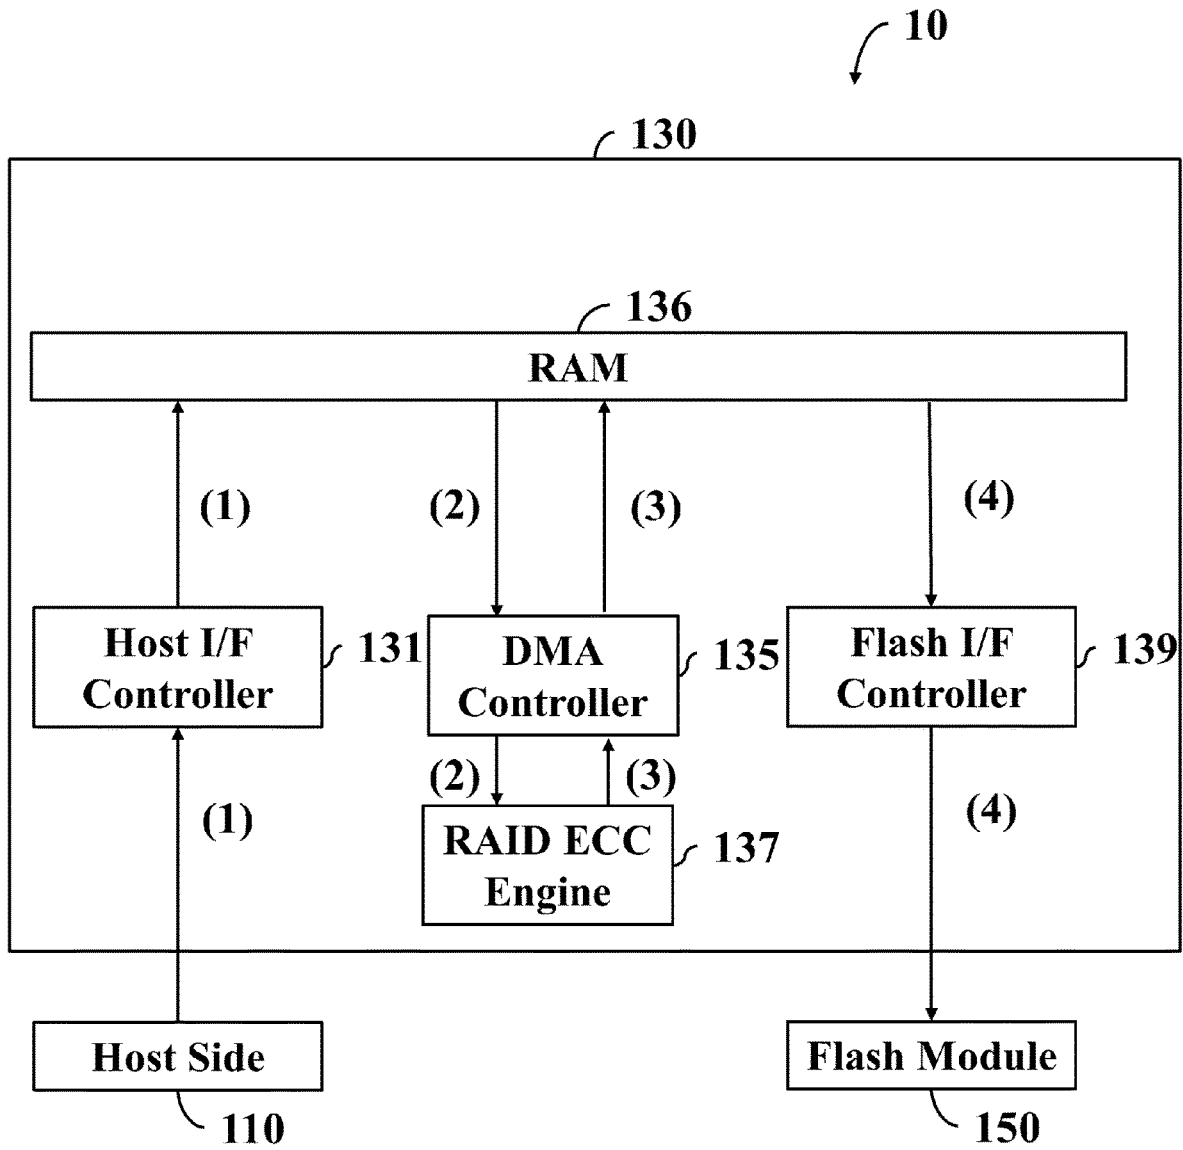 10
130
136
RAM
(1)
(2)
(3)
(4)
Host I/F
Controller
131
DMA
Controller
135
Flash I/F
Controller
139
(1)
(2)
(3)
(4)
RAID ECC
Engine
137
Host Side
110
Flash Module
150